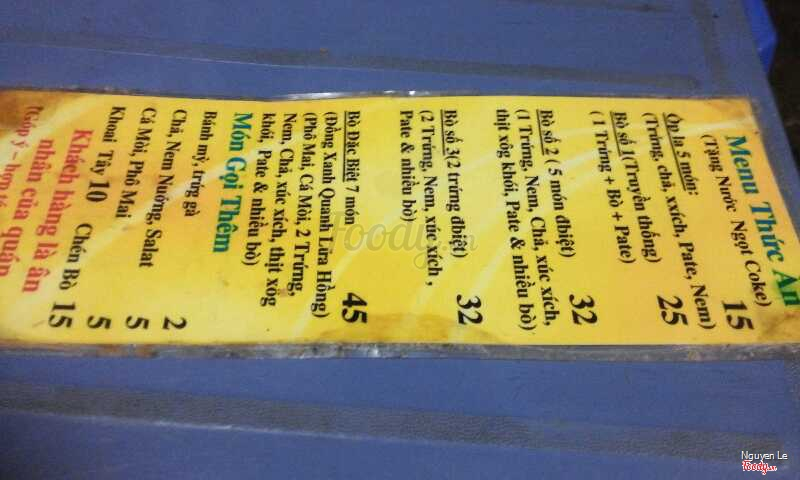 Menu Thức Ăn
(Tặng Nước Ngọt Coke)
Ốp la 5 món: 15
(Trứng, chả, xxích, Pate, Nem)
Bò số 1(Truyền thống) 25
( 1 Trứng + Bò + Pate)
Bò số 2 ( 5 món đbiệt) 32
(1 Trứng, Nem, Chả, xúc xích,
thịt xông khói, Pate & nhiều bò)
Bò số 3(2 trứng đbiệt) 32
(2 Trứng, Nem, xúc xích ,
Pate & nhiều bò)
Bò Đặc Biệt 7 món 45
(Đồng Xanh Quanh Lửa Hồng)
(Phô Mai, Cá Mòi, 2 Trứng,
Nem, Chả, xúc xích, thịt xôg
khói, Pate & nhiều bò)
Món Gọi Thêm
Bánh mỳ, trứg gà 2
Chả, Nem Nướng, Salat 5
Cá Mòi, Phô Mai 5
Khoai Tây 10 Chén Bò 15
Khách hàng là ân
nhân của quán
(Góp ý –
Foody.vn
Nguyen Le
Foody.vn